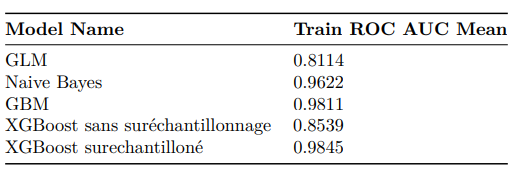 Model Name Train ROC AUC Mean
GLM 0.8114
Naive Bayes 0.9622
GBM 0.9811
XGBoost sans suréchantillonnage 0.8539
XGBoost surechantilloné 0.9845